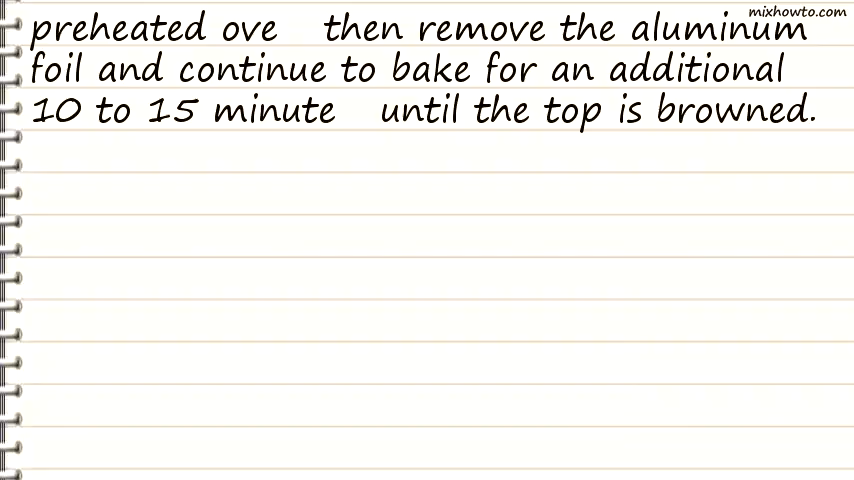 mixhowto.com
preheated ove then remove the aluminum
foil and continue to bake for an additional
10 to 15 minute until the top is browned.